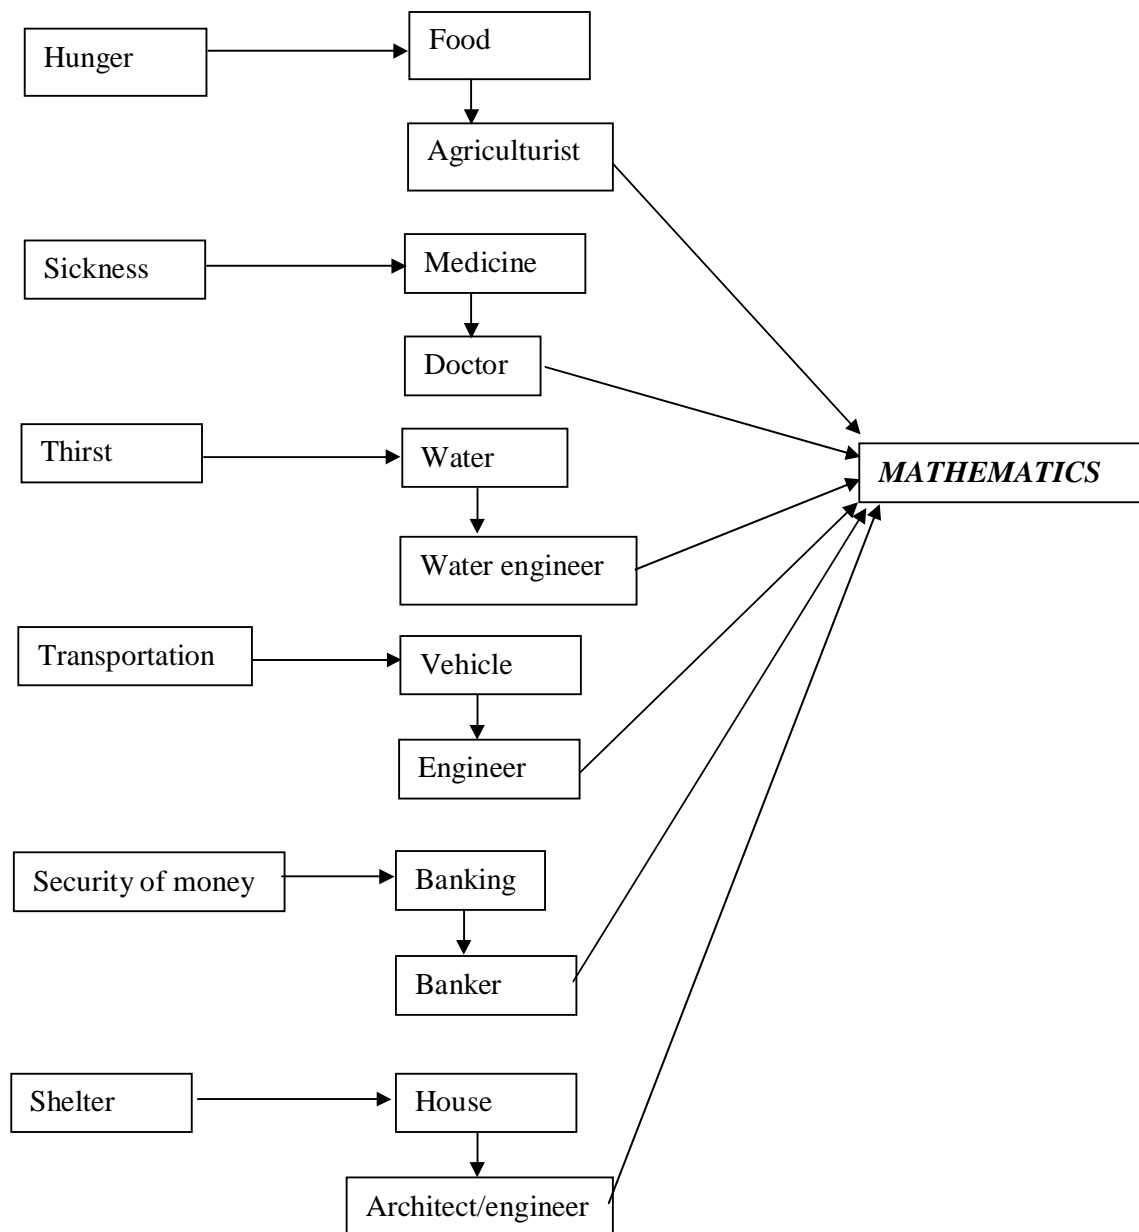 Hunger
Food
Agriculturist
Sickness
Medicine
Doctor
Thirst
Water
MATHEMATICS
Water engineer
Transportation
Vehicle
Engineer
Security of money
Banking
Banker
Shelter
House
Architect/engineer